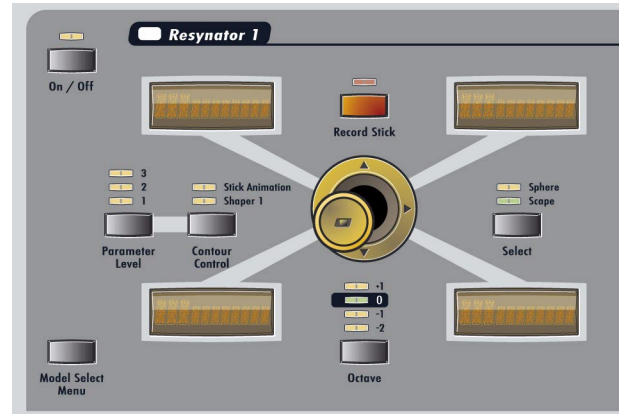 Resynator 1
On / Off
Record Stick
3
2
1
Stick Animation
Shaper 1
Sphere
Scape
Parameter
Level
Contour
Control
Select
+1
0
-1
-2
Model Select
Menu
Octave